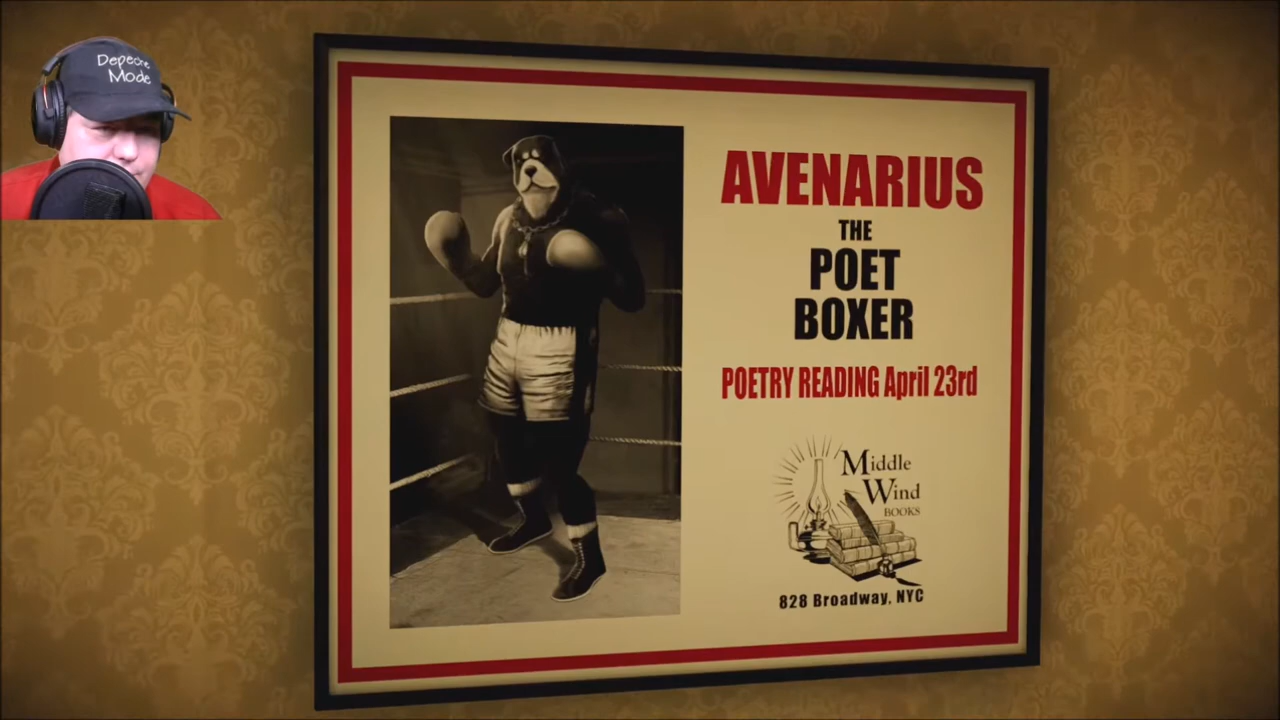 Depeche
Mode
AVENARIUS
THE
POET
BOXER
POETRY READING April 23rd
Middle
Wind
BOOKS
828 Broadway, NYC